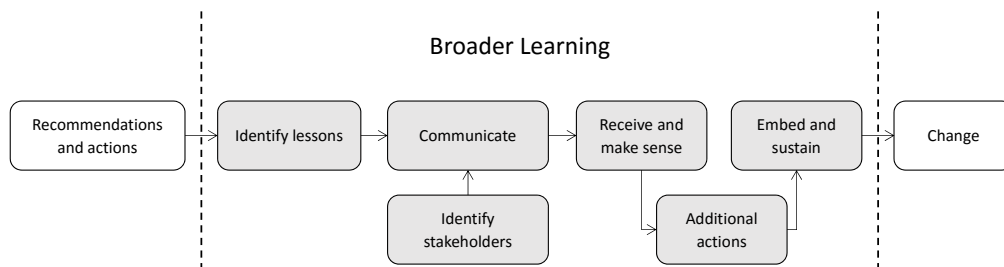 Broader Learning
Recommendations
and actions
Identify lessons
Communicate
Receive and
make sense
Embed and
sustain
Change
Identify
stakeholders
Additional
actions